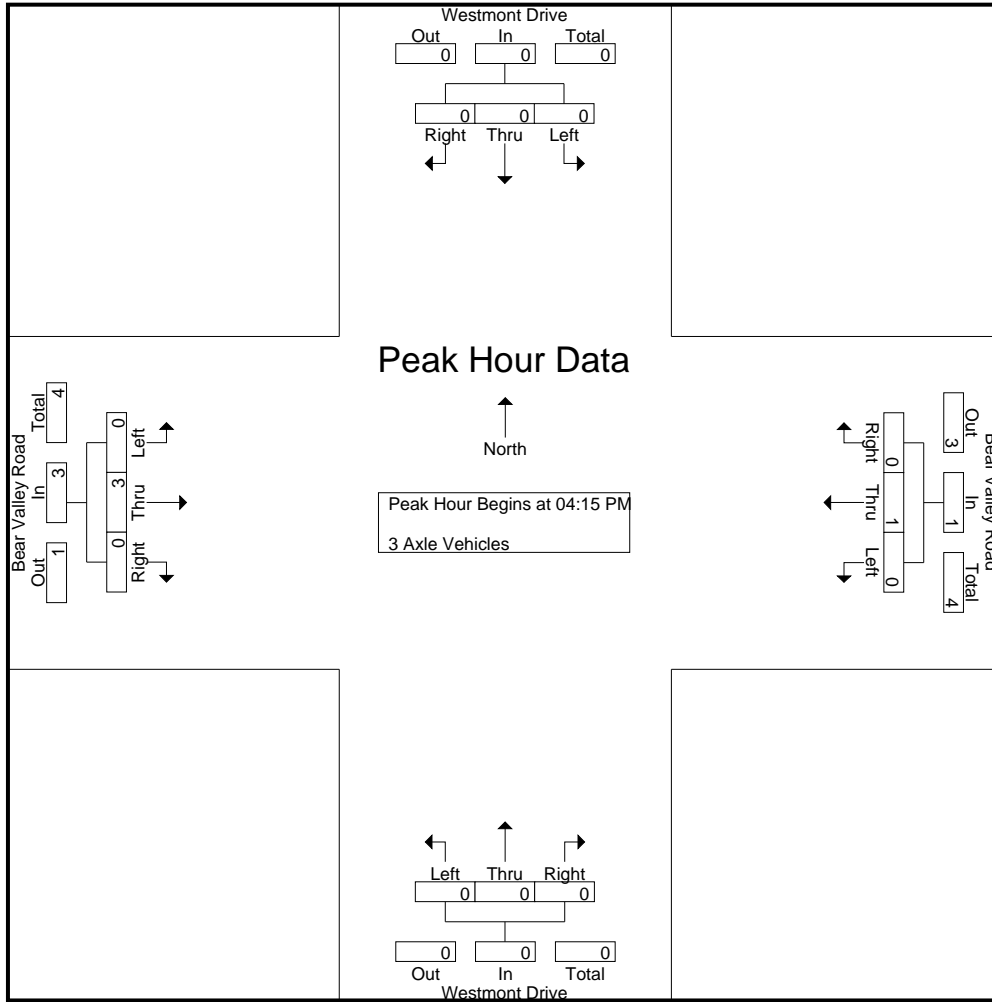 Westmont Drive
Out In Total
0 0 0
0 0 0
Right Thru Left
Peak Hour Data
North
Peak Hour Begins at 04:15 PM
3 Axle Vehicles
Bear Valley Road
Out In Total
1 3 4
Right Thru Left
0 3 0
Bear Valley Road
Out In Total
3 1 4
Right Thru Left
0 1 0
Left Thru Right
0 0 0
0 0 0
Out In Total
Westmont Drive